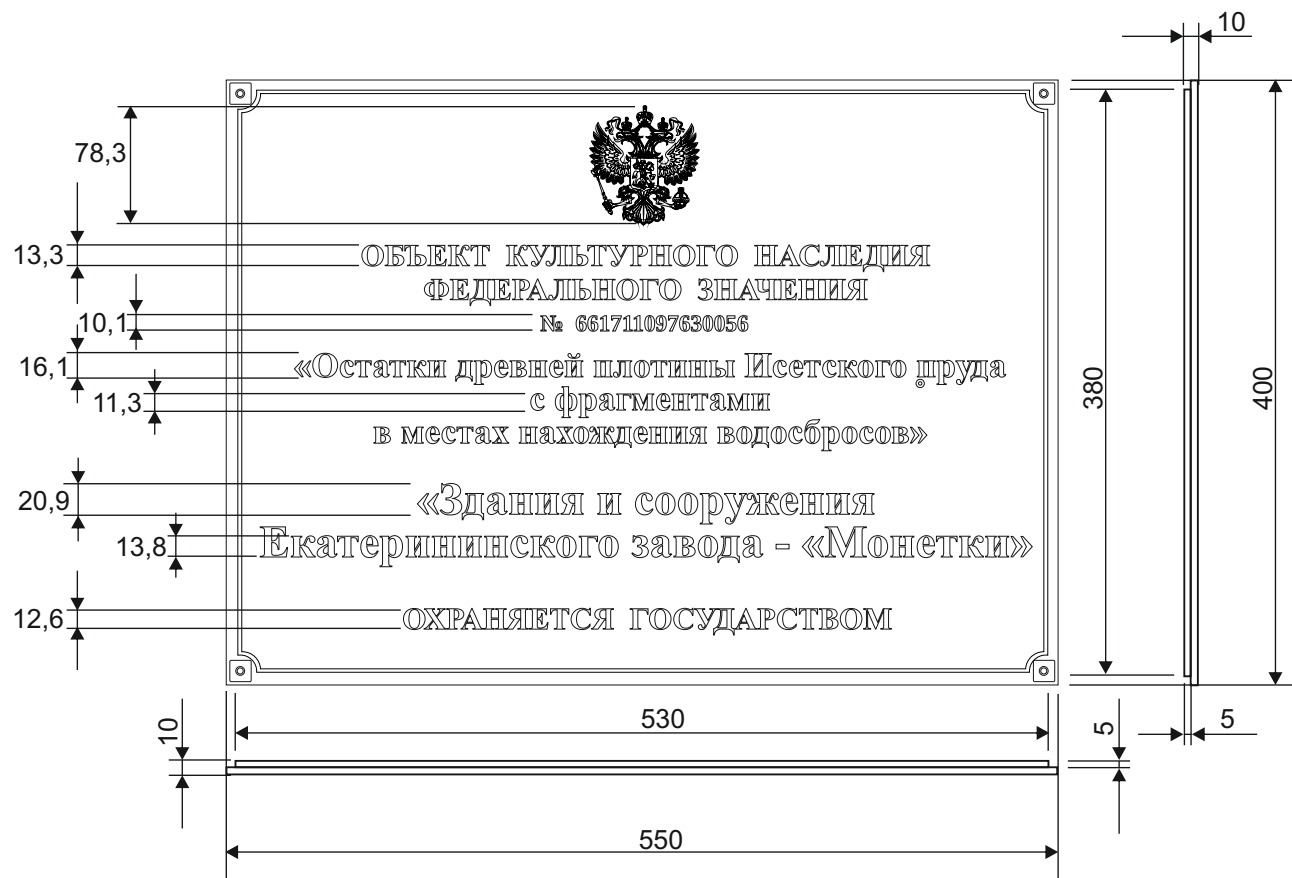 10
78,3
13,3
ОБЪЕКТ КУЛЬТУРНОГО НАСЛЕДИЯ
ФЕДЕРАЛЬНОГО ЗНАЧЕНИЯ
10,1
№ 661711097630056
16,1
«Остатки древней плотины Исетского пруда
380
400
11,3
с фрагментами
в местах нахождения водосбросов»
20,9
«Здания и сооружения
13,8
Екатерининского завода - «Монетки»
12,6
ОХРАНЯЕТСЯ ГОСУДАРСТВОМ
10
530
5
5
550